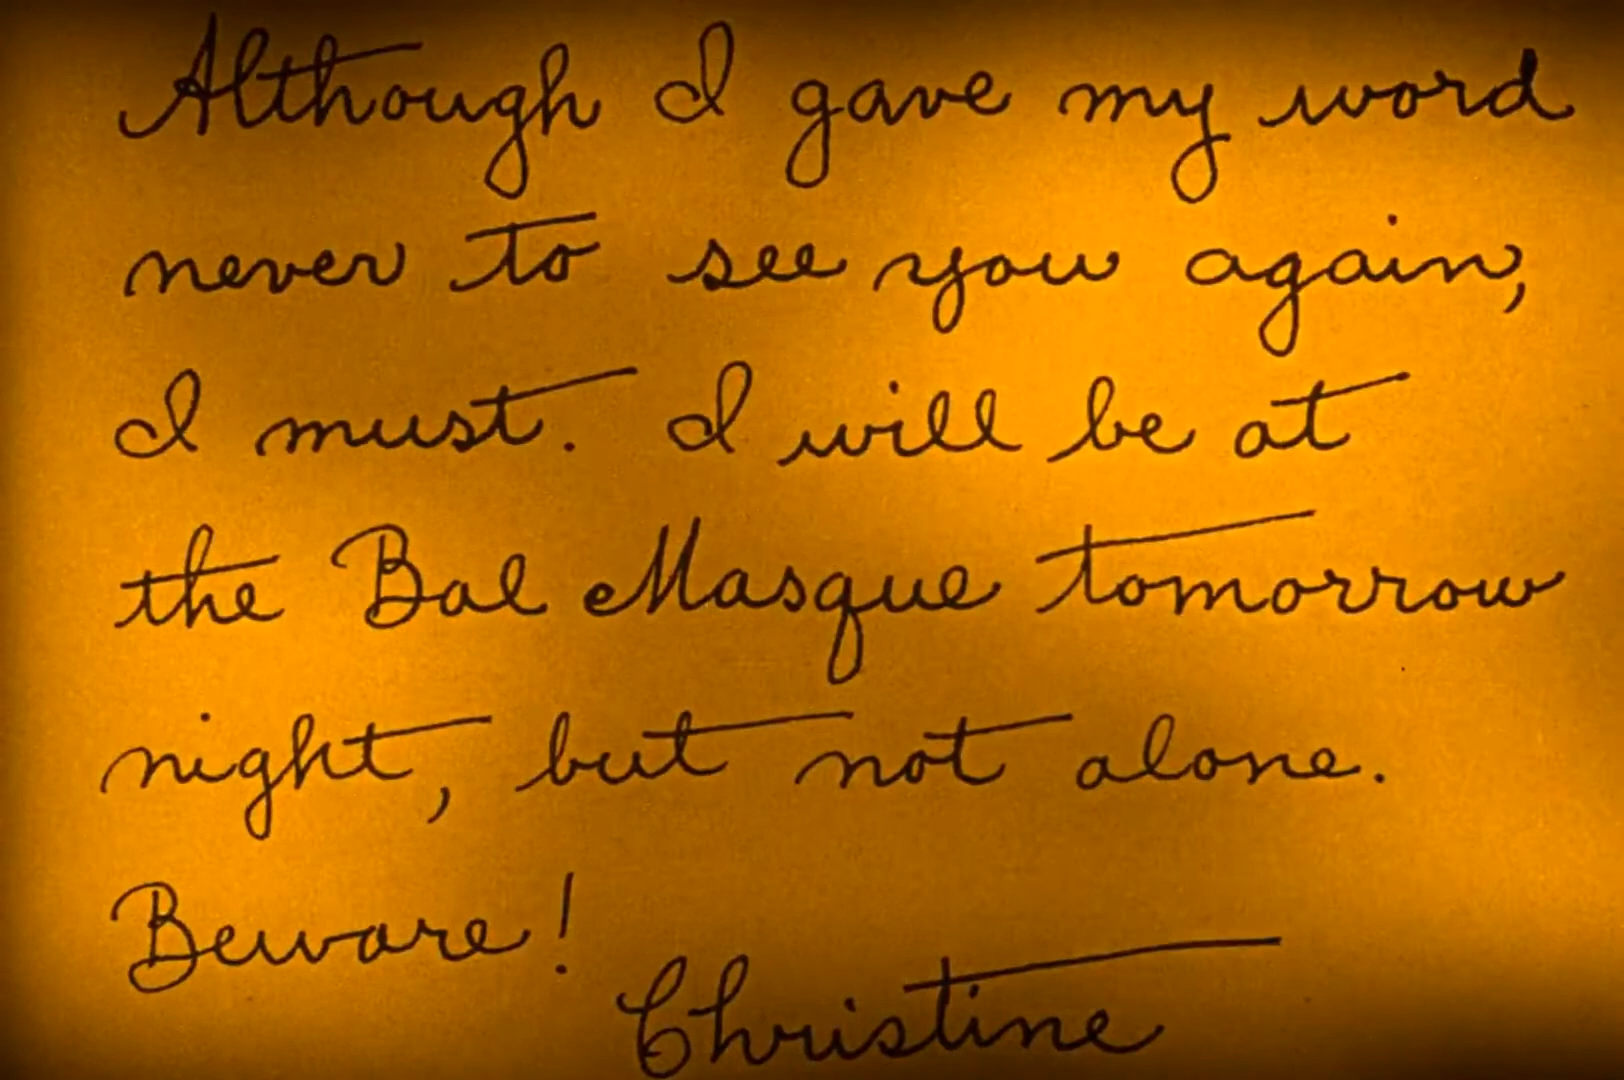 Although I gave my word
never to see you again,
I must. I will be at
the Bal Masque tomorrow
night, but not alone.
Beware!
Christine